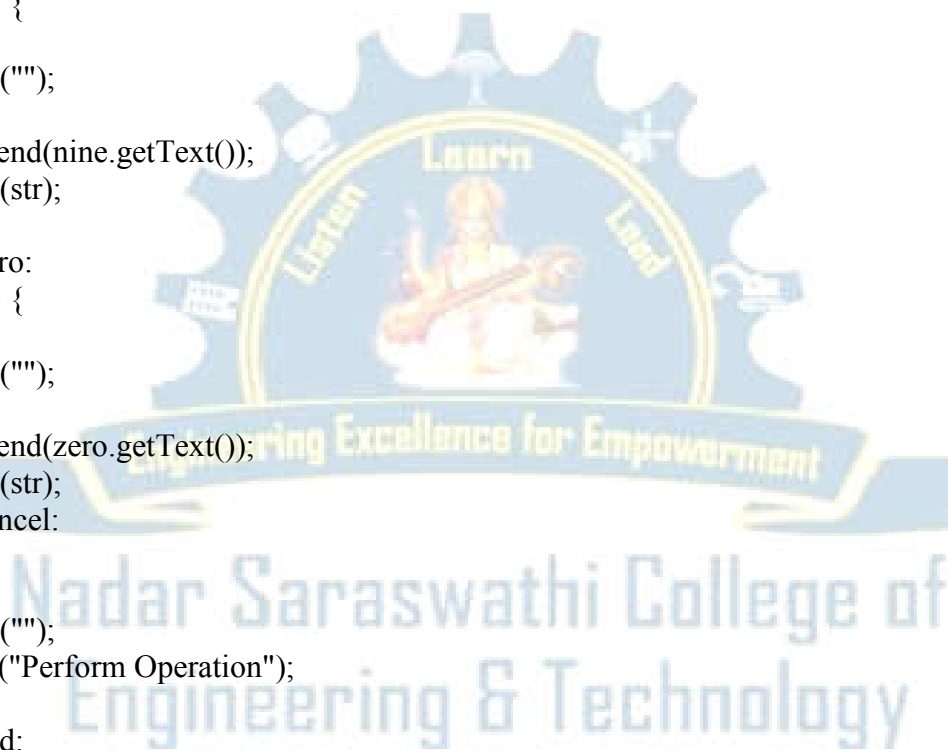 {
("");
end(nine.getText());
(str);
ro:
{
("");
end(zero.getText());
(str);
ncel:
("");
("Perform Operation");
d:
Listen
Learn
Lead
Engineering Excellence for Empowerment
Nadar Saraswathi College of
Engineering & Technology